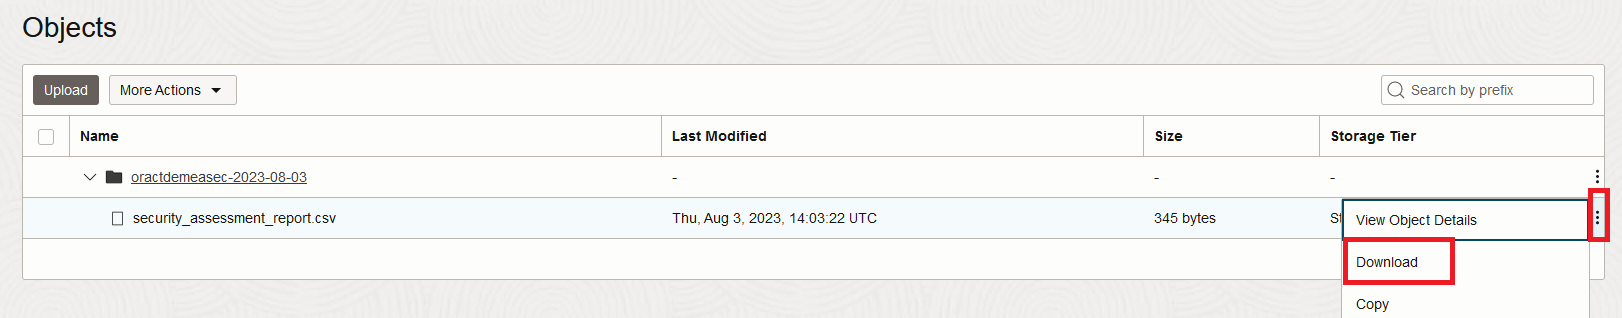 Objects
Upload More Actions Search by prefix
Name Last Modified Size Storage Tier
oractdemeasec-2023-08-03 - - -
security_assessment_report.csv Thu, Aug 3, 2023, 14:03:22 UTC 345 bytes
View Object Details
Download
Copy